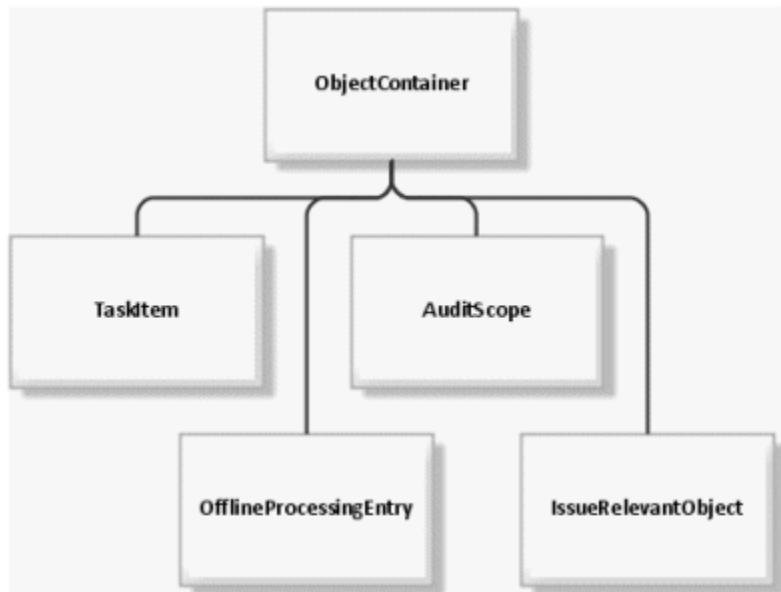 ObjectContainer
TaskItem
AuditScope
OfflineProcessingEntry
IssueRelevantObject